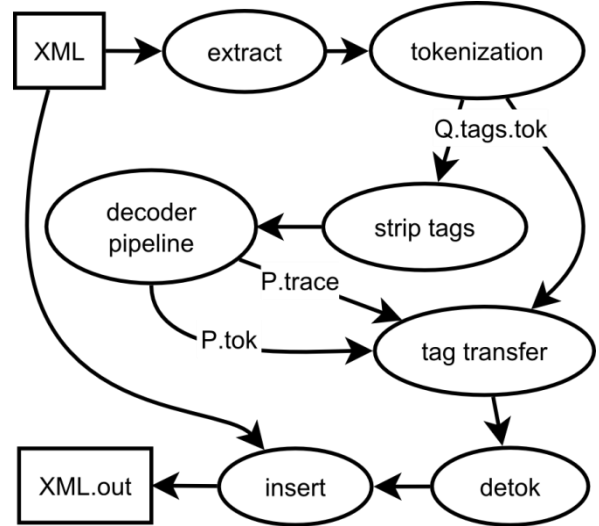 XML
extract
tokenization
Q.tags.tok
decoder
pipeline
strip tags
P.trace
P.tok
tag transfer
XML.out
insert
detok